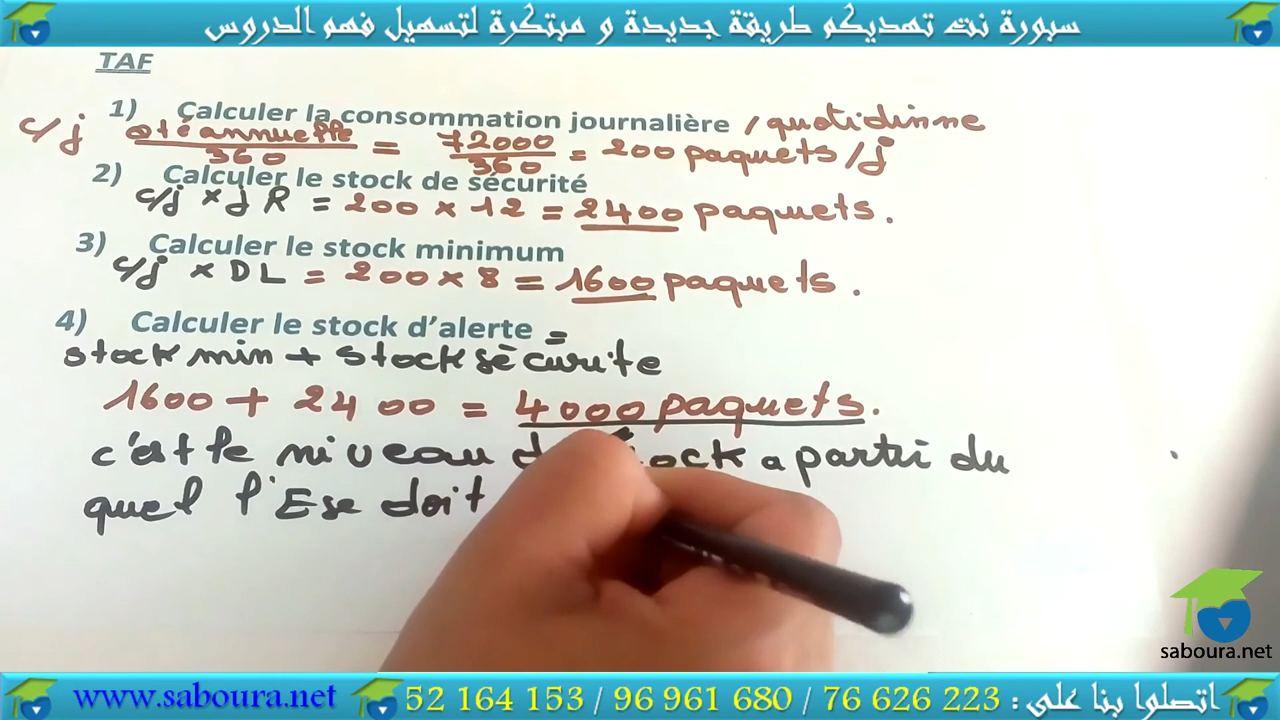 سبورة نت تهديكم طريقة جديدة و مبتكرة لتسهيل فهم الدروس
TAF
1) Calculer la consommation journalière / quotidinne
c/j qté annuelle / 360 = 72000 / 360 = 200 paquets / j
2) Calculer le stock de sécurité
c/j × j R = 200 × 12 = 2400 paquets.
3) Calculer le stock minimum
c/j × DL = 200 × 8 = 1600 paquets.
4) Calculer le stock d'alerte =
stock min + stock sècurite
1600 + 2400 = 4000 paquets.
c'est le niveau a partir du
quel l'Ese doit
saboura.net
www.saboura.net 52 164 153 / 96 961 680 / 76 626 223 : اتصلوا بنا على